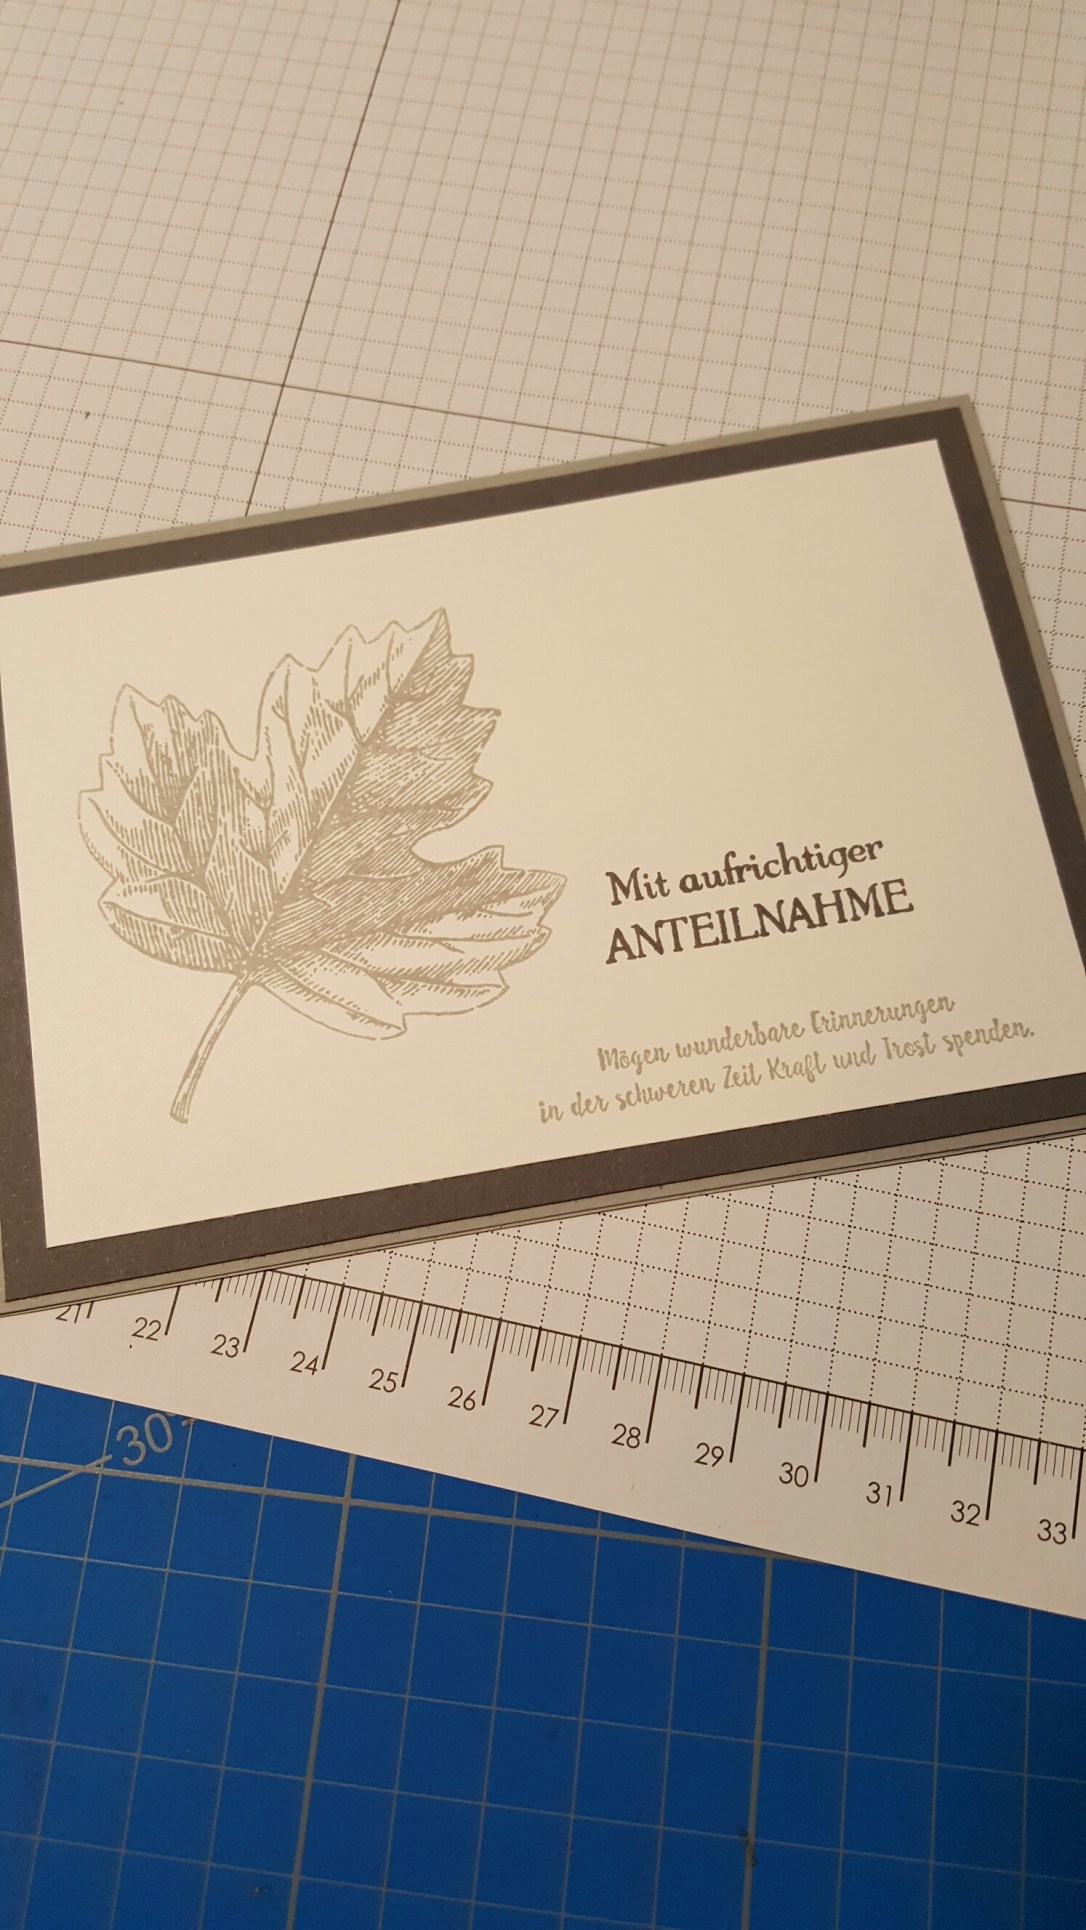 Mit aufrichtiger
ANTEILNAHME
Mögen wunderbare Erinnerungen
in der schweren Zeit Kraft und Trost spenden.
21 22 23 24 25 26 27 28 29 30 31 32 33
30°